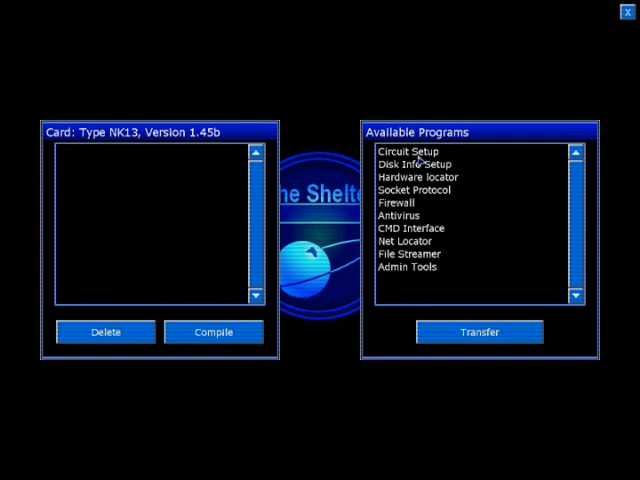 X
Card: Type NK13, Version 1.45b
Delete
Compile
he Shelte
Available Programs
Circuit Setup
Disk Info Setup
Hardware locator
Socket Protocol
Firewall
Antivirus
CMD Interface
Net Locator
File Streamer
Admin Tools
Transfer